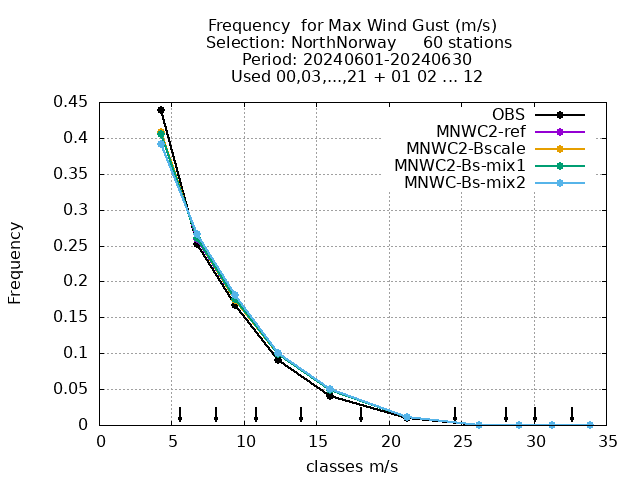 Frequency  for Max Wind Gust (m/s)
Selection: NorthNorway     60 stations
Period: 20240601-20240630
Used 00,03,...,21 + 01 02 ... 12
OBS
MNWC2-ref
MNWC2-Bscale
MNWC2-Bs-mix1
MNWC-Bs-mix2
Frequency
0.45
0.4
0.35
0.3
0.25
0.2
0.15
0.1
0.05
0
0 5 10 15 20 25 30 35
classes m/s